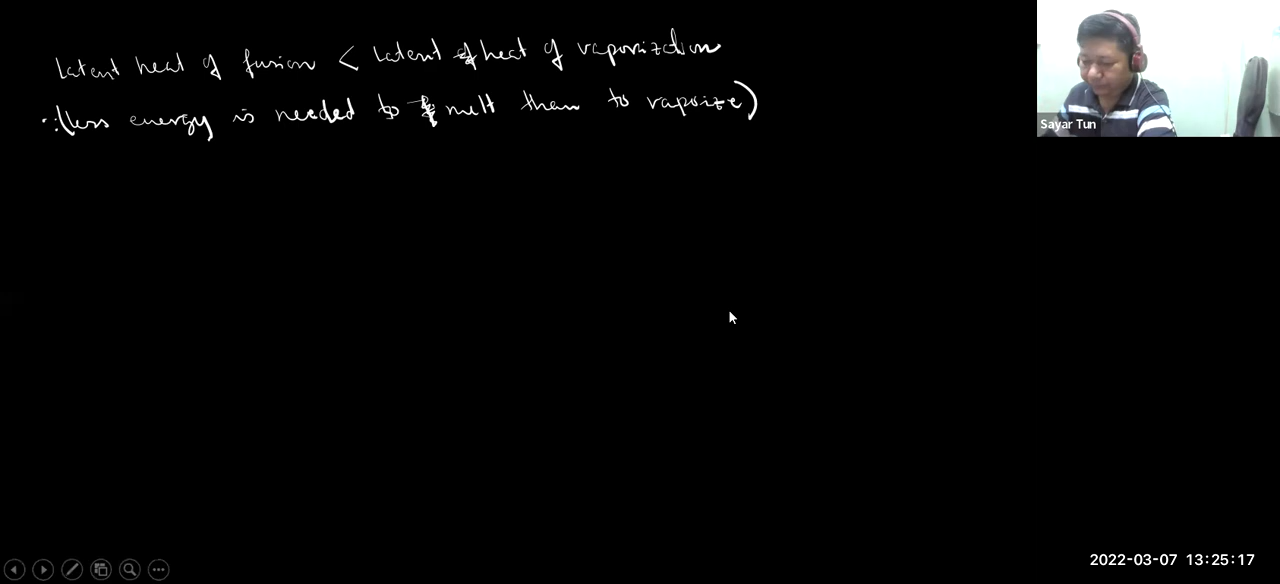 Latent heat of fusion < Latent heat of vaporization
∵ (less energy is needed to melt than to vaporize)
Sayar Tun
2022-03-07 13:25:17